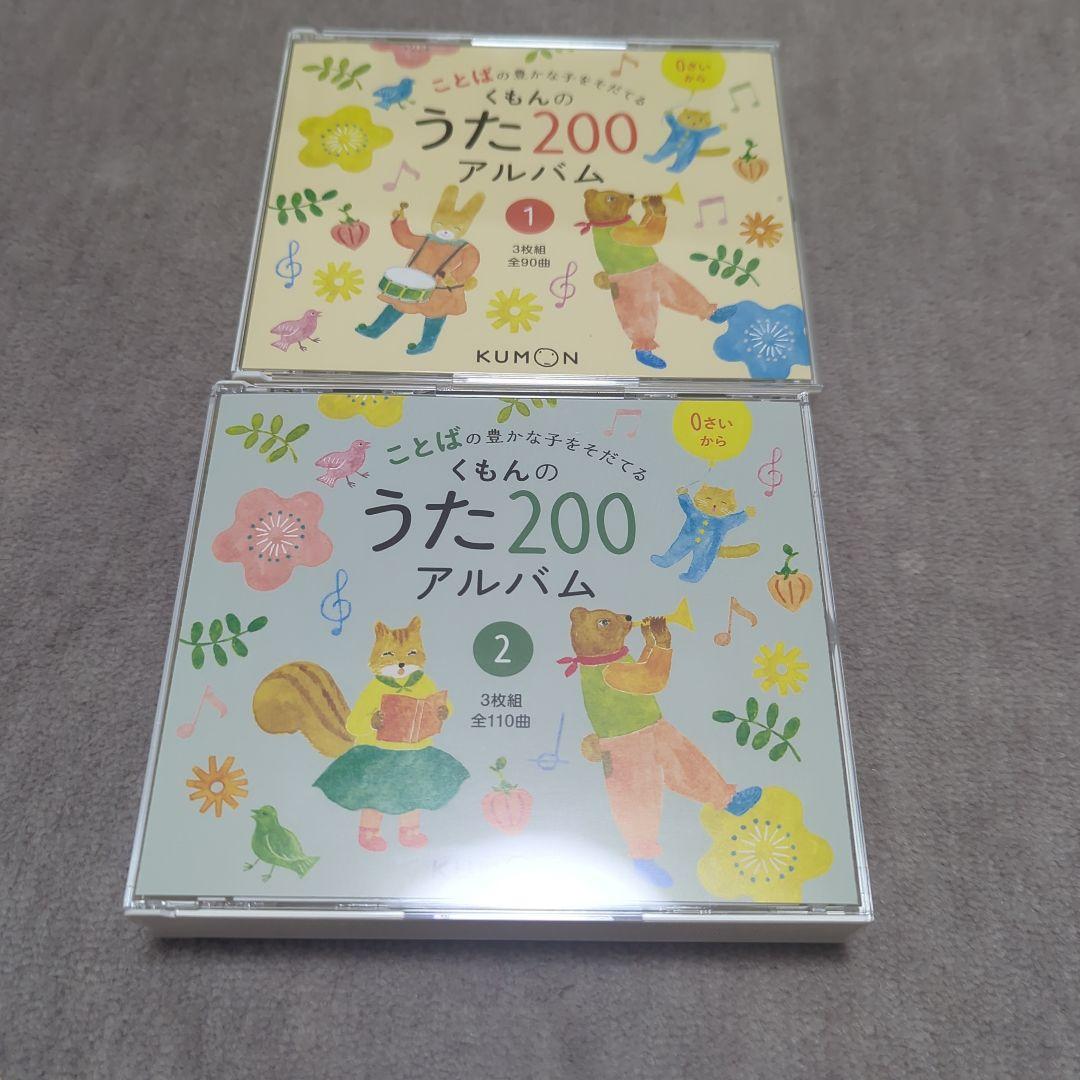 ことばの豊かな子をそだてる
くもんの
うた200
アルバム
1
3枚組
全90曲
0さい
から
KUMON
ことばの豊かな子をそだてる
くもんの
うた200
アルバム
2
3枚組
全110曲
0さい
から